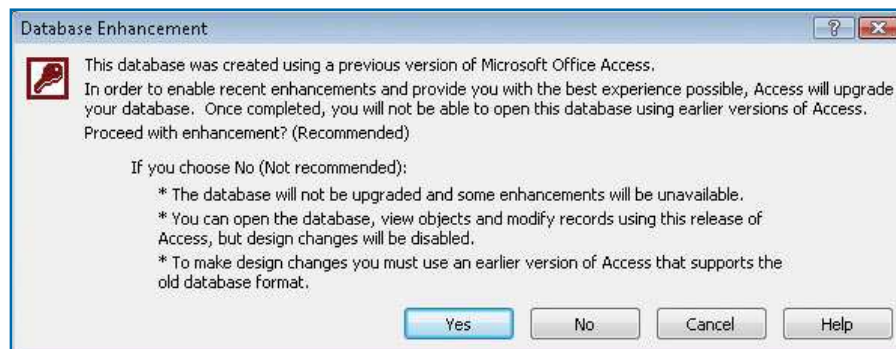 Database Enhancement
This database was created using a previous version of Microsoft Office Access.
In order to enable recent enhancements and provide you with the best experience possible, Access will upgrade
your database. Once completed, you will not be able to open this database using earlier versions of Access.
Proceed with enhancement? (Recommended)
If you choose No (Not recommended):
* The database will not be upgraded and some enhancements will be unavailable.
* You can open the database, view objects and modify records using this release of
Access, but design changes will be disabled.
* To make design changes you must use an earlier version of Access that supports the
old database format.
Yes No Cancel Help